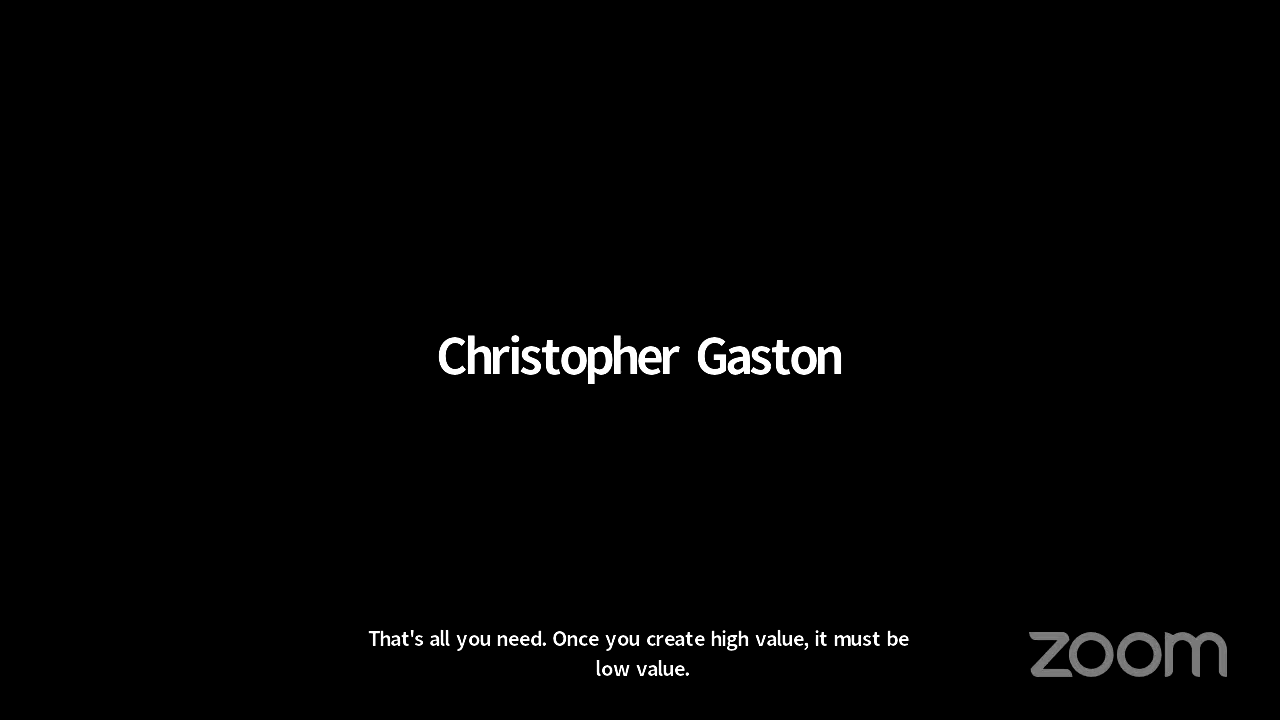 Christopher Gaston
That's all you need. Once you create high value, it must be
low value.
zoom